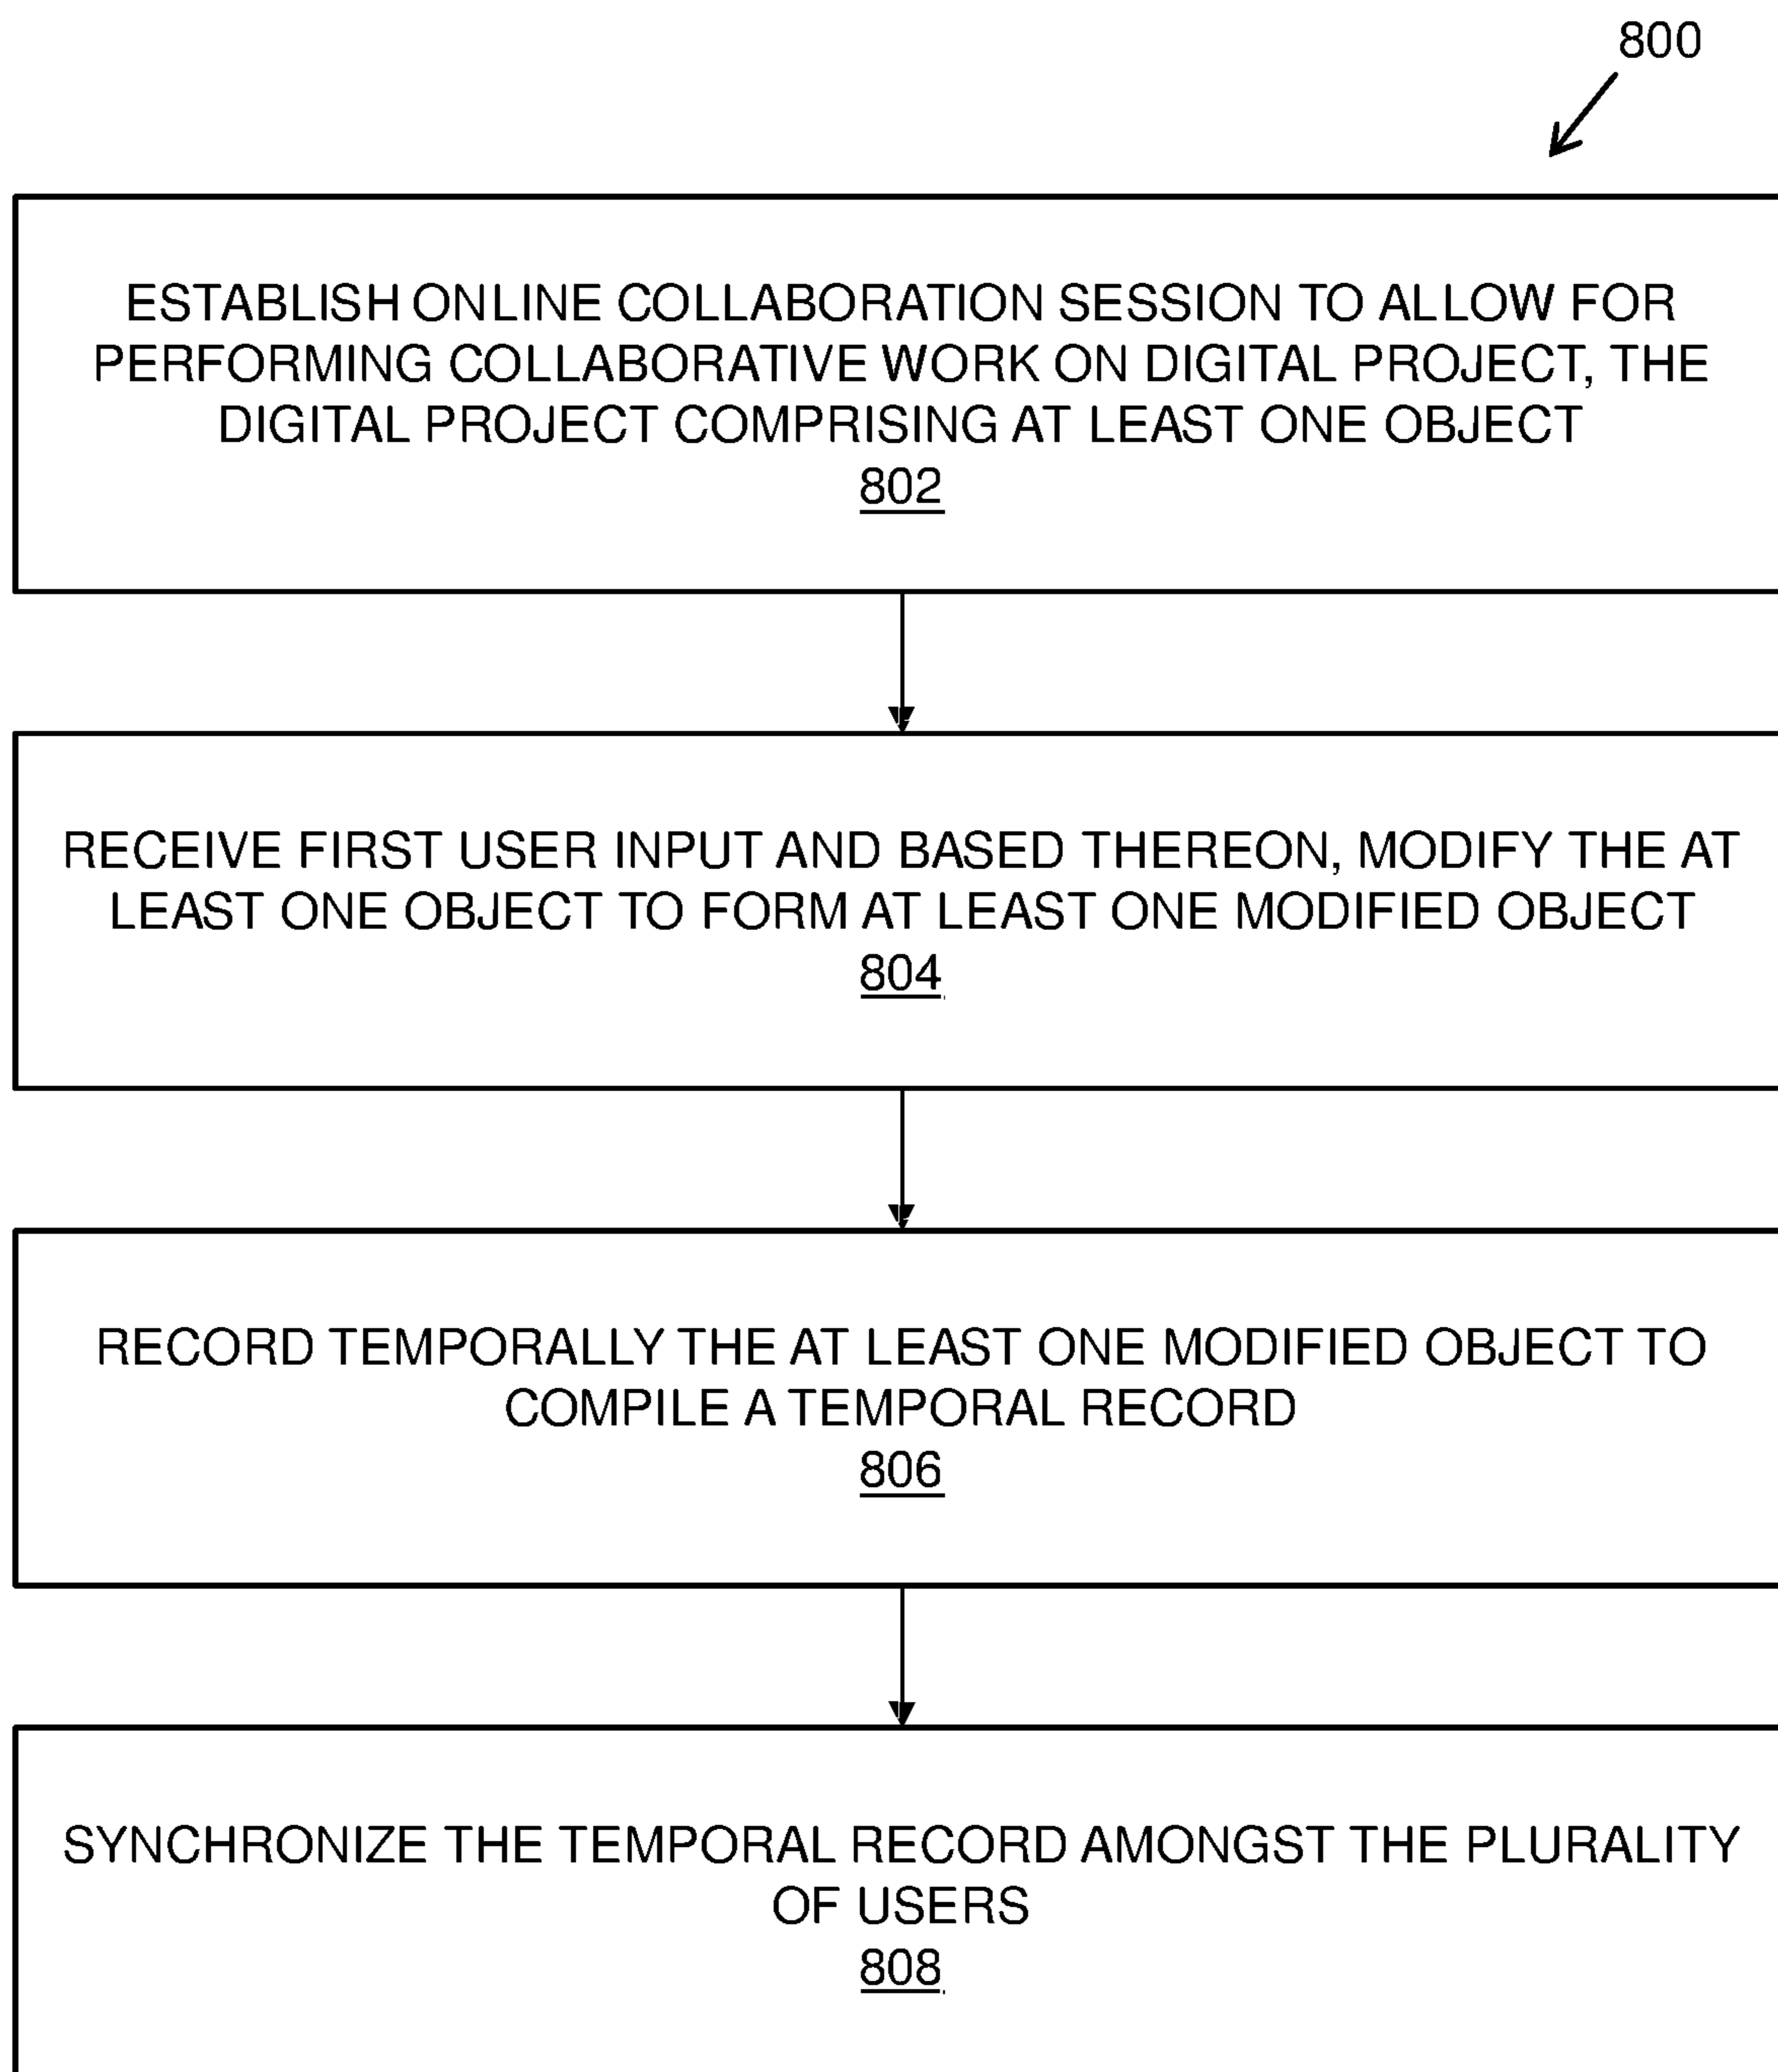 800
ESTABLISH ONLINE COLLABORATION SESSION TO ALLOW FOR
PERFORMING COLLABORATIVE WORK ON DIGITAL PROJECT, THE
DIGITAL PROJECT COMPRISING AT LEAST ONE OBJECT
802
RECEIVE FIRST USER INPUT AND BASED THEREON, MODIFY THE AT
LEAST ONE OBJECT TO FORM AT LEAST ONE MODIFIED OBJECT
804
RECORD TEMPORALLY THE AT LEAST ONE MODIFIED OBJECT TO
COMPILE A TEMPORAL RECORD
806
SYNCHRONIZE THE TEMPORAL RECORD AMONGST THE PLURALITY
OF USERS
808